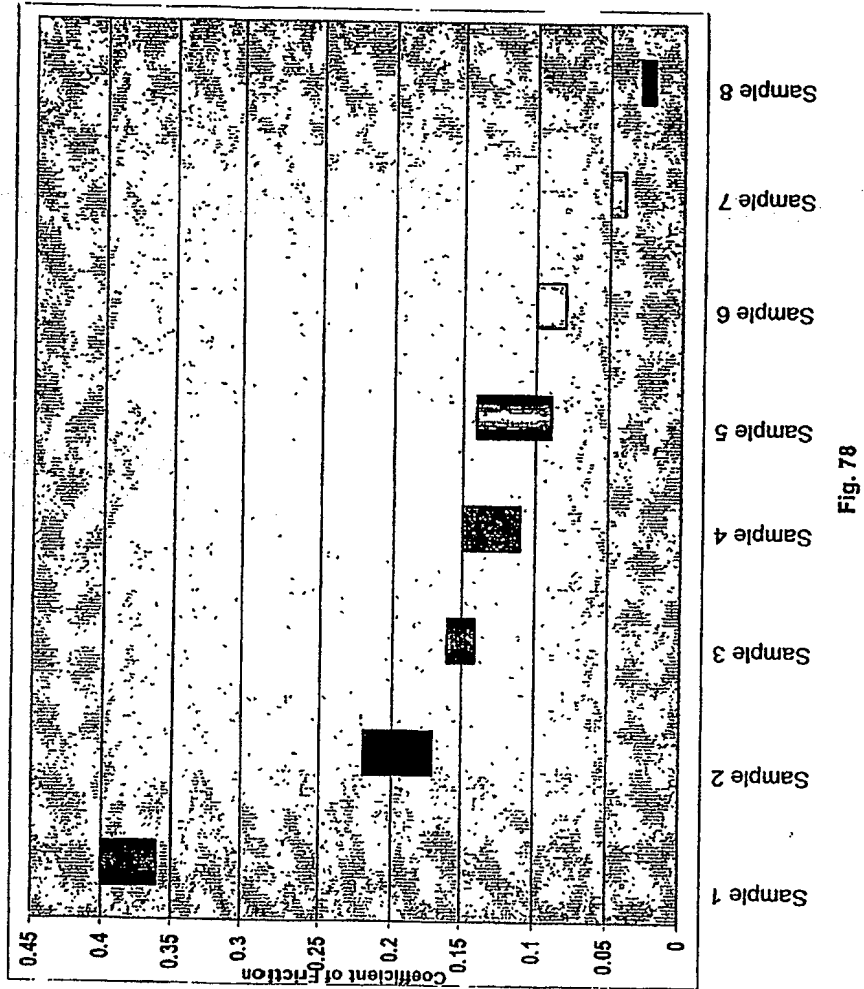 Coefficient of Friction
0.45
0.4
0.35
0.3
0.25
0.2
0.15
0.1
0.05
0
Sample 1
Sample 2
Sample 3
Sample 4
Sample 5
Sample 6
Sample 7
Sample 8
Fig. 78